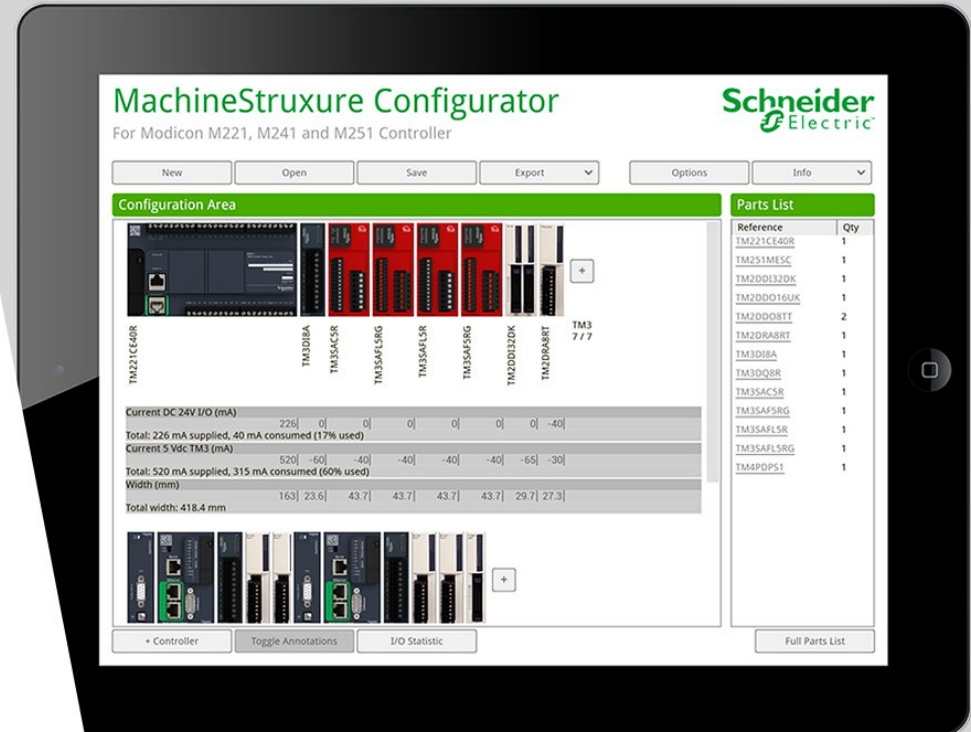 MachineStruxure Configurator
For Modicon M221, M241 and M251 Controller
Schneider
Electric
New
Open
Save
Export
Options
Info
Configuration Area
Parts List
Reference Qty
TM221CE40R 1
TM251MESC 1
TM2DDI32DK 1
TM2DDO16UK 1
TM2DDO8TT 2
TM2DRA8RT 1
TM3DI8A 1
TM3DQ8R 1
TM3SAC5R 1
TM3SAF5RG 1
TM3SAFL5R 1
TM3SAFL5RG 1
TM4PDPS1 1
+
TM3
7 / 7
TM221CE40R
TM3DI8A
TM3SAC5R
TM3SAFL5RG
TM3SAFL5R
TM3SAF5RG
TM2DDI32DK
TM2DRA8RT
Current DC 24V I/O (mA)
226| 0| 0| 0| 0| 0| 0| -40|
Total: 226 mA supplied, 40 mA consumed (17% used)
Current 5 Vdc TM3 (mA)
520| -60| -40| -40| -40| -40| -65| -30|
Total: 520 mA supplied, 315 mA consumed (60% used)
Width (mm)
163| 23.6| 43.7| 43.7| 43.7| 43.7| 29.7| 27.3|
Total width: 418.4 mm
+
+ Controller
Toggle Annotations
I/O Statistic
Full Parts List